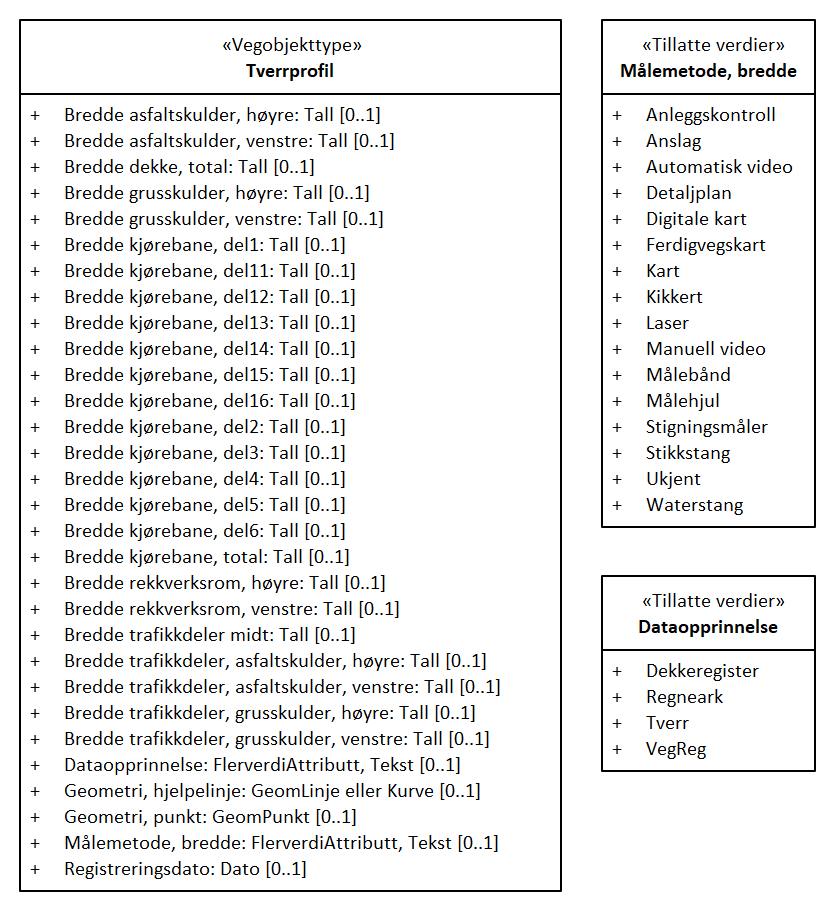 «Vegobjekttype»
Tverrprofil
+ Bredde asfaltskulder, høyre: Tall [0..1]
+ Bredde asfaltskulder, venstre: Tall [0..1]
+ Bredde dekke, total: Tall [0..1]
+ Bredde grusskulder, høyre: Tall [0..1]
+ Bredde grusskulder, venstre: Tall [0..1]
+ Bredde kjørebane, del1: Tall [0..1]
+ Bredde kjørebane, del11: Tall [0..1]
+ Bredde kjørebane, del12: Tall [0..1]
+ Bredde kjørebane, del13: Tall [0..1]
+ Bredde kjørebane, del14: Tall [0..1]
+ Bredde kjørebane, del15: Tall [0..1]
+ Bredde kjørebane, del16: Tall [0..1]
+ Bredde kjørebane, del2: Tall [0..1]
+ Bredde kjørebane, del3: Tall [0..1]
+ Bredde kjørebane, del4: Tall [0..1]
+ Bredde kjørebane, del5: Tall [0..1]
+ Bredde kjørebane, del6: Tall [0..1]
+ Bredde kjørebane, total: Tall [0..1]
+ Bredde rekkverksrom, høyre: Tall [0..1]
+ Bredde rekkverksrom, venstre: Tall [0..1]
+ Bredde trafikkdeler midt: Tall [0..1]
+ Bredde trafikkdeler, asfaltskulder, høyre: Tall [0..1]
+ Bredde trafikkdeler, asfaltskulder, venstre: Tall [0..1]
+ Bredde trafikkdeler, grusskulder, høyre: Tall [0..1]
+ Bredde trafikkdeler, grusskulder, venstre: Tall [0..1]
+ Dataopprinnelse: FlerverdiAttributt, Tekst [0..1]
+ Geometri, hjelpelinje: GeomLinje eller Kurve [0..1]
+ Geometri, punkt: GeomPunkt [0..1]
+ Målemetode, bredde: FlerverdiAttributt, Tekst [0..1]
+ Registreringsdato: Dato [0..1]
«Tillatte verdier»
Målemetode, bredde
+ Anleggskontroll
+ Anslag
+ Automatisk video
+ Detaljplan
+ Digitale kart
+ Ferdigvegskart
+ Kart
+ Kikkert
+ Laser
+ Manuell video
+ Målebånd
+ Målehjul
+ Stigningsmåler
+ Stikkstang
+ Ukjent
+ Waterstang
«Tillatte verdier»
Dataopprinnelse
+ Dekkeregister
+ Regneark
+ Tverr
+ VegReg